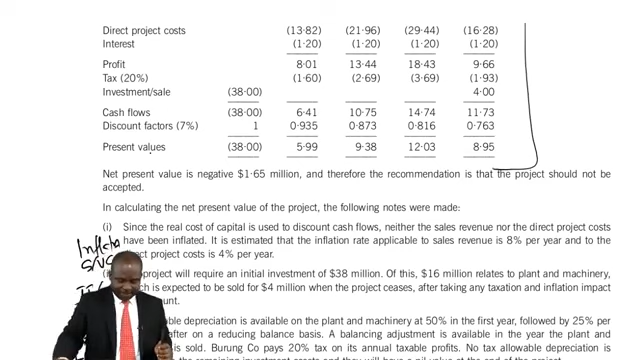 Direct project costs (13·82) (21·96) (29·44) (16·28)
Interest (1·20) (1·20) (1·20) (1·20)
Profit 8·01 13·44 18·43 9·66
Tax (20%) (1·60) (2·69) (3·69) (1·93)
Investment/sale (38·00) 4·00
Cash flows (38·00) 6·41 10·75 14·74 11·73
Discount factors (7%) 1 0·935 0·873 0·816 0·763
Present values (38·00) 5·99 9·38 12·03 8·95
Net present value is negative $1·65 million, and therefore the recommendation is that the project should not be
accepted.
In calculating the net present value of the project, the following notes were made:
(i) Since the real cost of capital is used to discount cash flows, neither the sales revenue nor the direct project costs
have been inflated. It is estimated that the inflation rate applicable to sales revenue is 8% per year and to the
direct project costs is 4% per year.
project will require an initial investment of $38 million. Of this, $16 million relates to plant and machinery,
is expected to be sold for $4 million when the project ceases, after taking any taxation and inflation impact
depreciation is available on the plant and machinery at 50% in the first year, followed by 25% per
after on a reducing balance basis. A balancing adjustment is available in the year the plant and
is sold. Burung Co pays 20% tax on its annual taxable profits. No tax allowable depreciation is
the remaining investment assets and they will have a nil value at the end of the project.